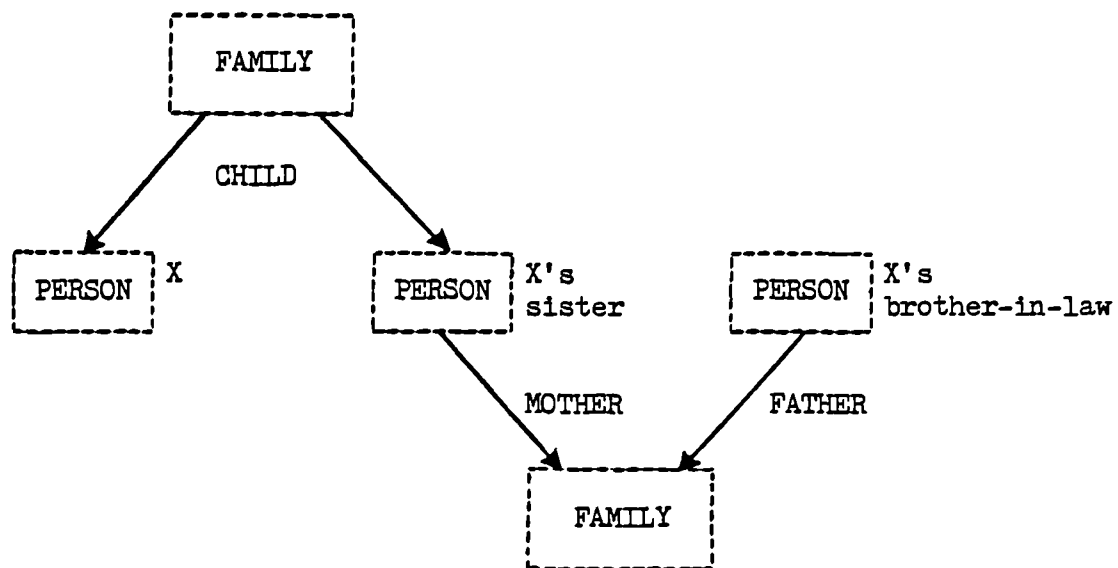 FAMILY
CHILD
PERSON
X
PERSON
X's
sister
PERSON
X's
brother-in-law
MOTHER
FATHER
FAMILY